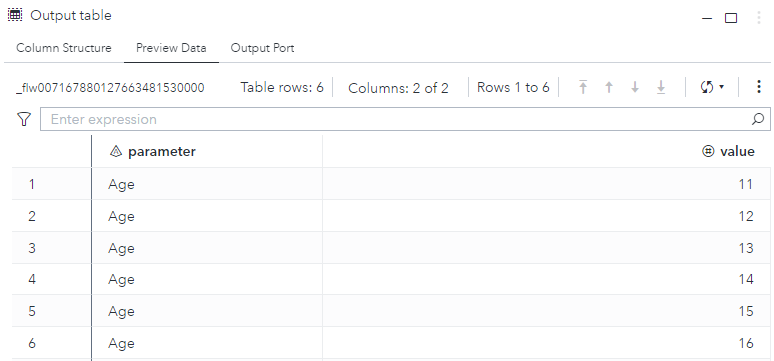 Output table
Column Structure Preview Data Output Port
_flw007167880127663481530000 Table rows: 6 Columns: 2 of 2 Rows 1 to 6
Enter expression
parameter value
1 Age 11
2 Age 12
3 Age 13
4 Age 14
5 Age 15
6 Age 16